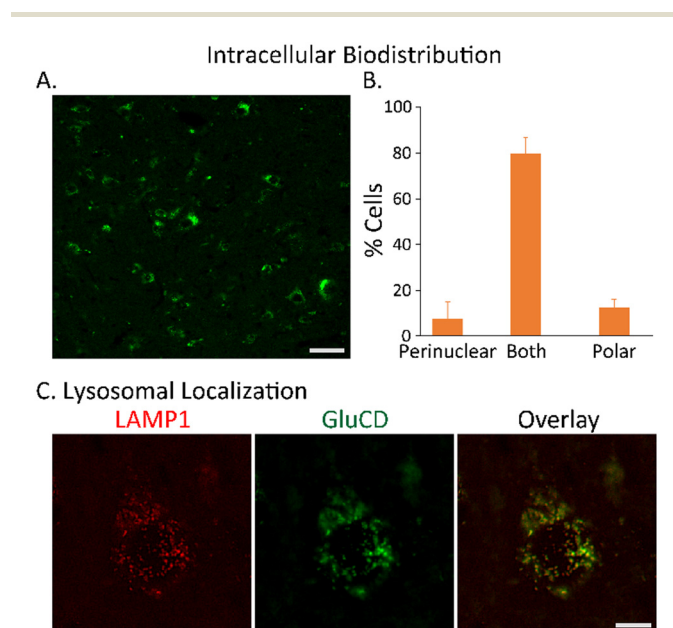 Intracellular Biodistribution
A.
B.
100
80
60
40
20
0
% Cells
Perinuclear Both Polar
C. Lysosomal Localization
LAMP1 GluCD Overlay